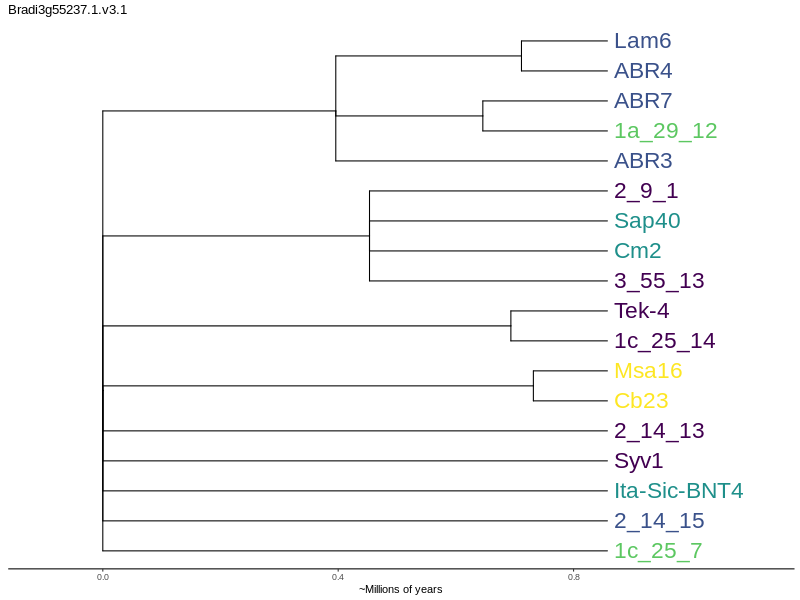 Bradi3g55237.1.v3.1
Lam6
ABR4
ABR7
1a_29_12
ABR3
2_9_1
Sap40
Cm2
3_55_13
Tek-4
1c_25_14
Msa16
Cb23
2_14_13
Syv1
Ita-Sic-BNT4
2_14_15
1c_25_7
0.0 0.4 0.8
~Millions of years